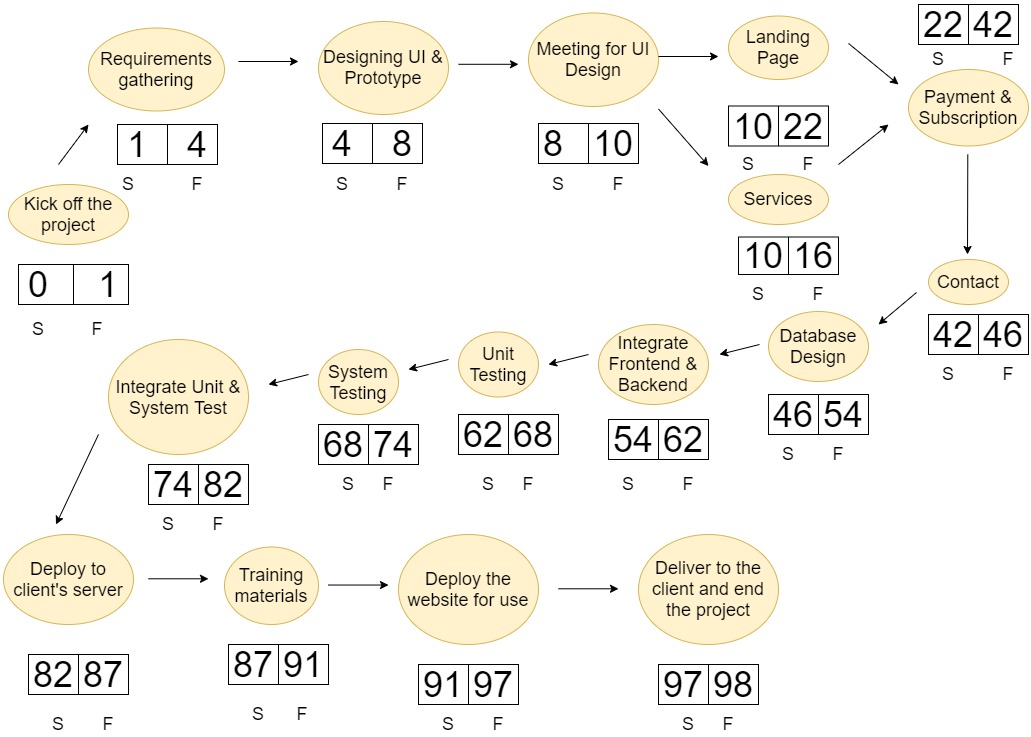 Kick off the
project
0 1
S F
Requirements
gathering
1 4
S F
Designing UI &
Prototype
4 8
S F
Meeting for UI
Design
8 10
S F
Landing
Page
10 22
S F
Services
10 16
S F
22 42
S F
Payment &
Subscription
Contact
42 46
S F
Database
Design
46 54
S F
Integrate
Frontend &
Backend
54 62
S F
Unit
Testing
62 68
S F
System
Testing
68 74
S F
Integrate Unit &
System Test
74 82
S F
Deploy to
client's server
82 87
S F
Training
materials
87 91
S F
Deploy the
website for use
91 97
S F
Deliver to the
client and end
the project
97 98
S F